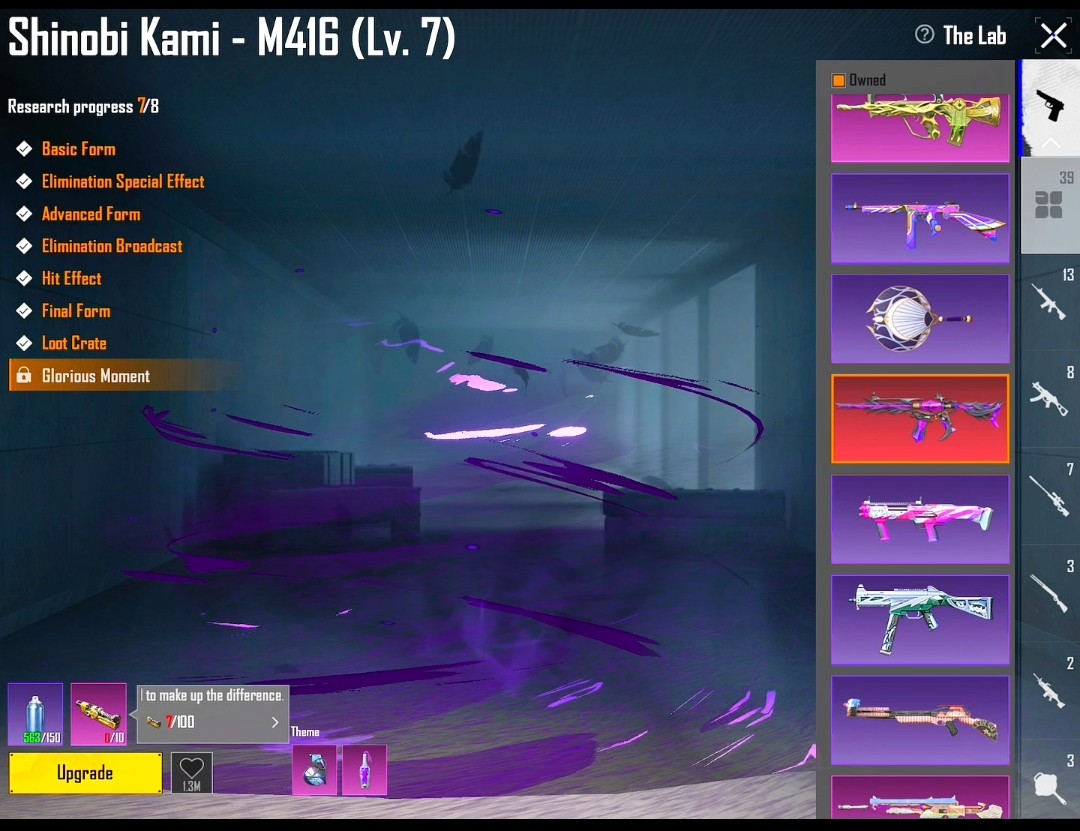 Shinobi Kami - M416 (Lv. 7)
The Lab
Research progress 7/8
Basic Form
Elimination Special Effect
Advanced Form
Elimination Broadcast
Hit Effect
Final Form
Loot Crate
Glorious Moment
Owned
39
13
8
7
3
2
3
to make up the difference.
7/100
563/150
0/10
Theme
Upgrade
1.3M